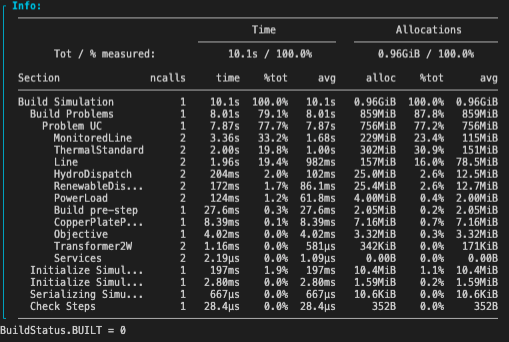 Info:
Time Allocations
Tot / % measured: 10.1s / 100.0% 0.96GiB / 100.0%
Section ncalls time %tot avg alloc %tot avg
Build Simulation 1 10.1s 100.0% 10.1s 0.96GiB 100.0% 0.96GiB
Build Problems 1 8.01s 79.1% 8.01s 859MiB 87.8% 859MiB
Problem UC 1 7.87s 77.7% 7.87s 756MiB 77.2% 756MiB
MonitoredLine 2 3.36s 33.2% 1.68s 229MiB 23.4% 115MiB
ThermalStandard 2 2.00s 19.8% 1.00s 302MiB 30.9% 151MiB
Line 2 1.96s 19.4% 982ms 157MiB 16.0% 78.5MiB
HydroDispatch 2 204ms 2.0% 102ms 25.0MiB 2.6% 12.5MiB
RenewableDis... 2 172ms 1.7% 86.1ms 25.4MiB 2.6% 12.7MiB
PowerLoad 2 124ms 1.2% 61.8ms 4.00MiB 0.4% 2.00MiB
Build pre-step 1 27.6ms 0.3% 27.6ms 2.05MiB 0.2% 2.05MiB
CopperPlateP... 1 8.39ms 0.1% 8.39ms 7.16MiB 0.7% 7.16MiB
Objective 1 4.02ms 0.0% 4.02ms 3.32MiB 0.3% 3.32MiB
Transformer2W 2 1.16ms 0.0% 581μs 342KiB 0.0% 171KiB
Services 2 2.19μs 0.0% 1.09μs 0.00B 0.0% 0.00B
Initialize Simul... 1 197ms 1.9% 197ms 10.4MiB 1.1% 10.4MiB
Initialize Simul... 1 2.80ms 0.0% 2.80ms 1.59MiB 0.2% 1.59MiB
Serializing Simu... 1 667μs 0.0% 667μs 10.6KiB 0.0% 10.6KiB
Check Steps 1 28.4μs 0.0% 28.4μs 352B 0.0% 352B
BuildStatus.BUILT = 0